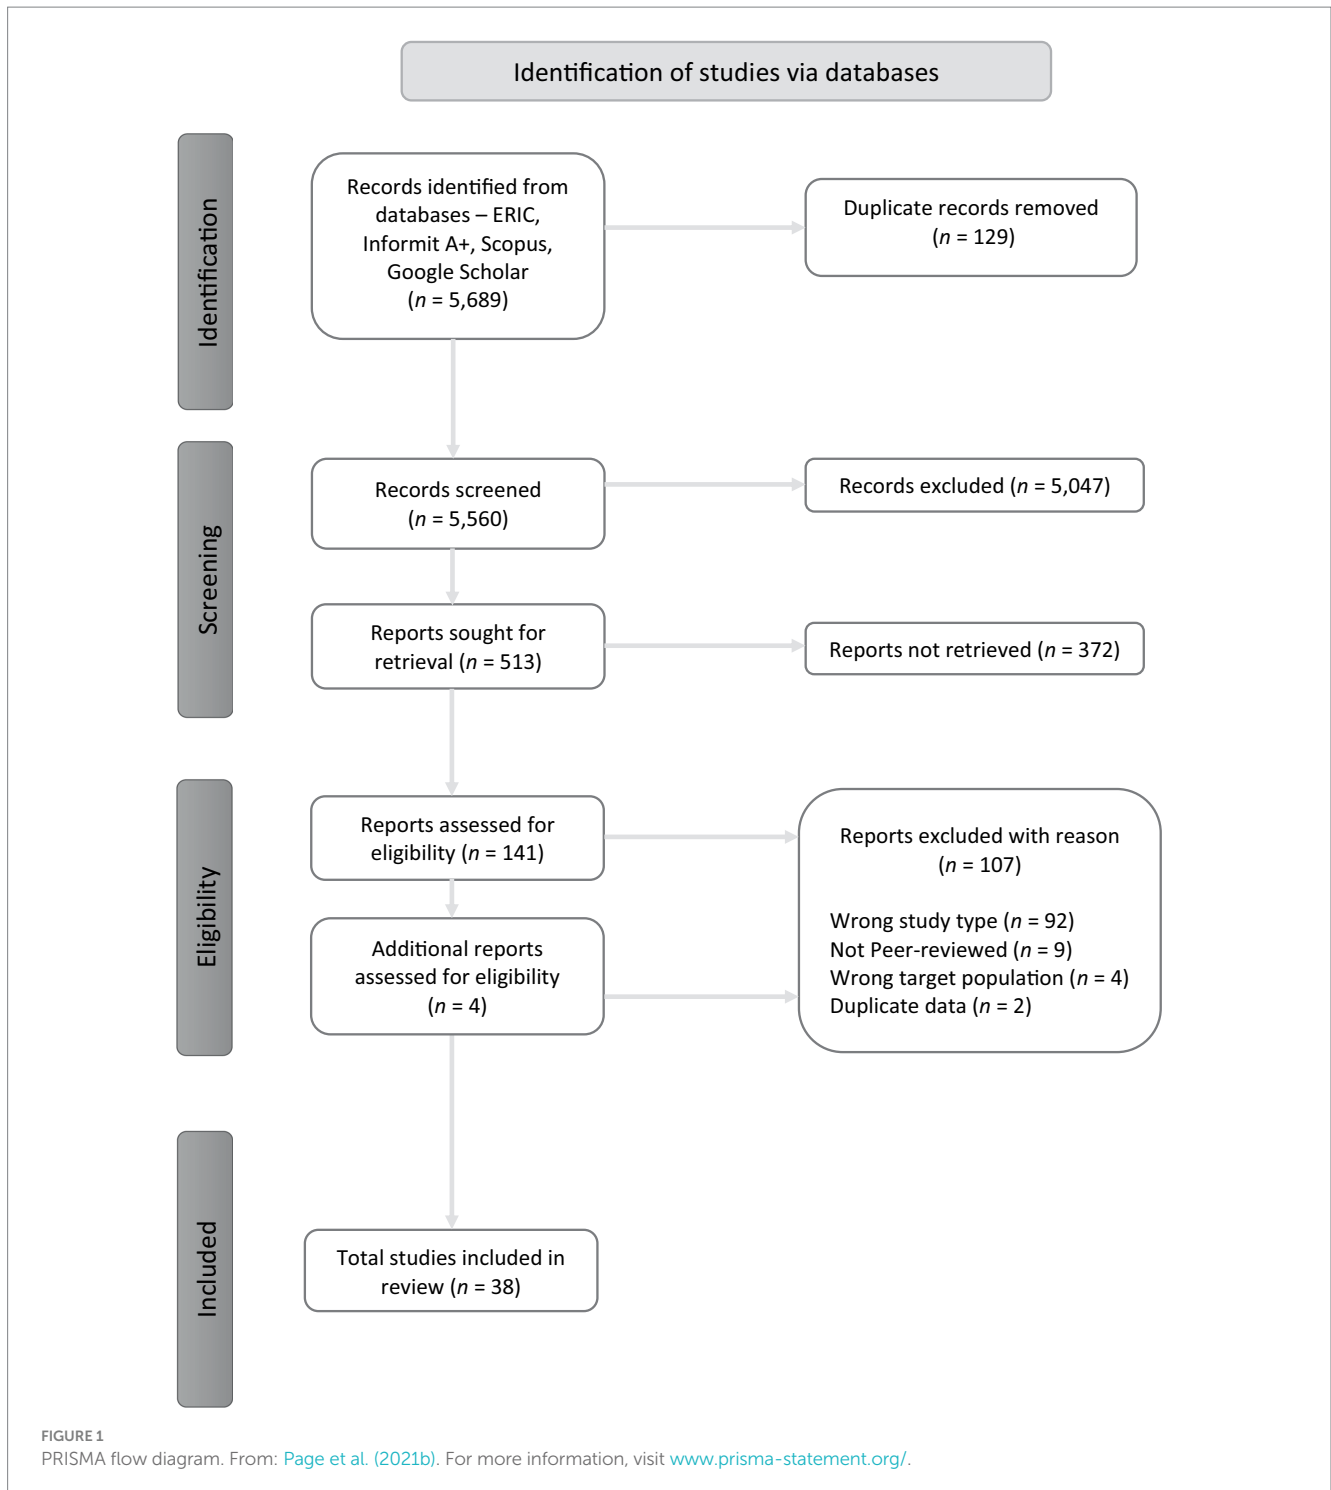 Identification of studies via databases
Identification
Records identified from
databases – ERIC,
Informit A+, Scopus,
Google Scholar
(n = 5,689)
Duplicate records removed
(n = 129)
Screening
Records screened
(n = 5,560)
Records excluded (n = 5,047)
Reports sought for
retrieval (n = 513)
Reports not retrieved (n = 372)
Eligibility
Reports assessed for
eligibility (n = 141)
Additional reports
assessed for eligibility
(n = 4)
Reports excluded with reason
(n = 107)
Wrong study type (n = 92)
Not Peer-reviewed (n = 9)
Wrong target population (n = 4)
Duplicate data (n = 2)
Included
Total studies included in
review (n = 38)
FIGURE 1
PRISMA flow diagram. From: Page et al. (2021b). For more information, visit www.prisma-statement.org/.